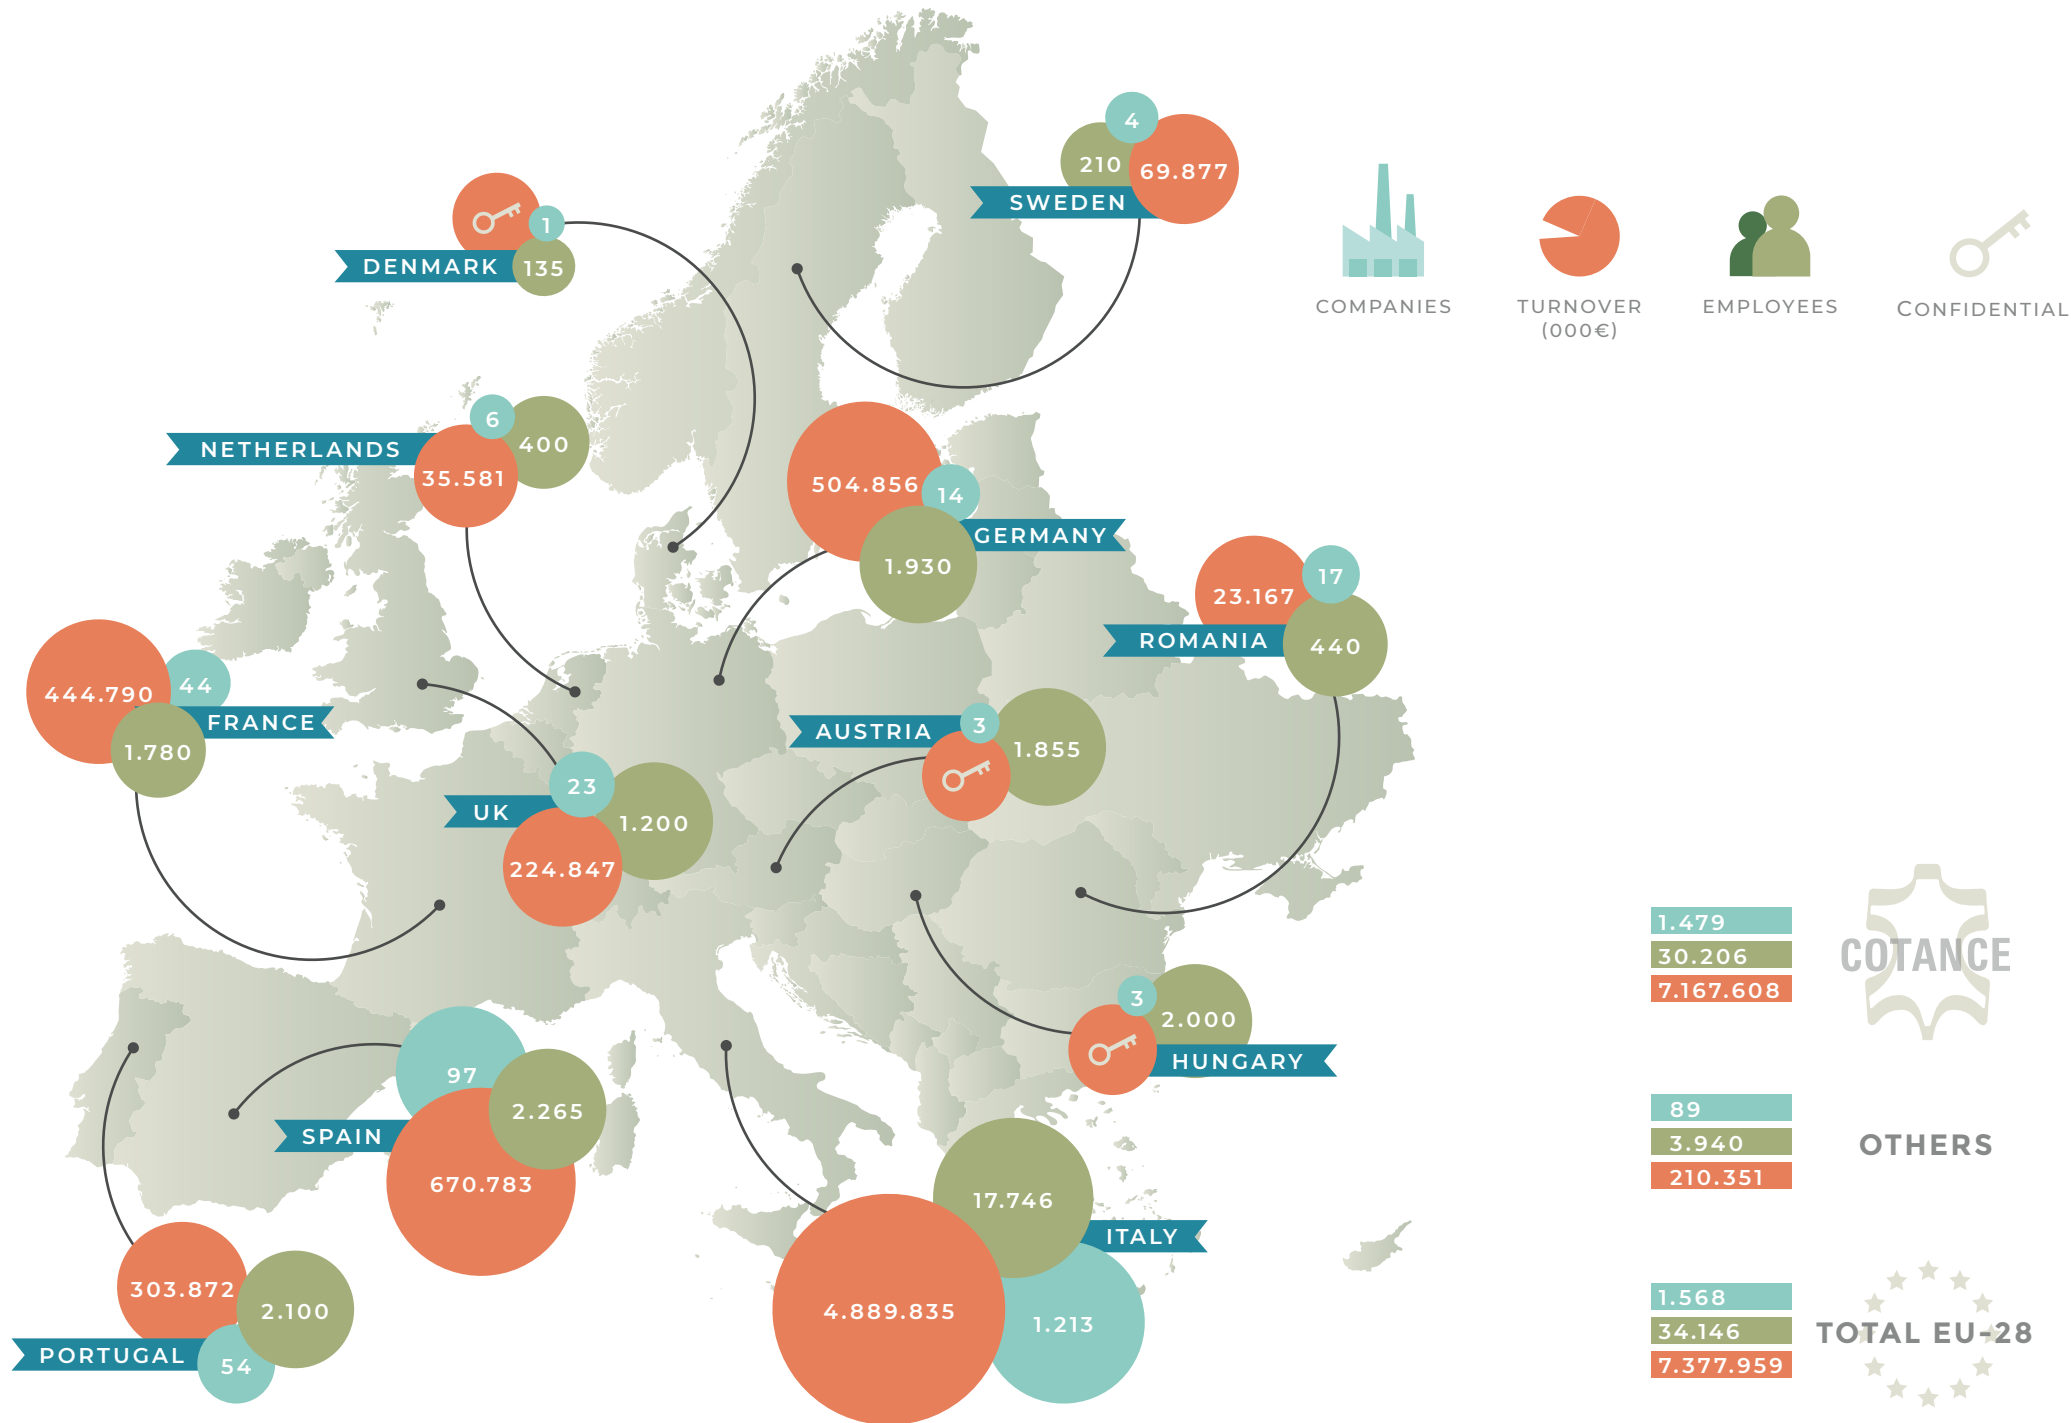 4
210
69.877
SWEDEN
1
DENMARK
135
COMPANIES
TURNOVER
(000€)
EMPLOYEES
CONFIDENTIAL
6
400
NETHERLANDS
35.581
504.856
14
GERMANY
1.930
17
23.167
ROMANIA
440
444.790
44
FRANCE
1.780
3
AUSTRIA
1.855
23
UK
1.200
224.847
1.479
30.206
7.167.608
COTANCE
3
2.000
HUNGARY
97
2.265
SPAIN
670.783
89
3.940
210.351
OTHERS
17.746
ITALY
4.889.835
1.213
303.872
2.100
PORTUGAL
54
1.568
34.146
7.377.959
TOTAL EU-28